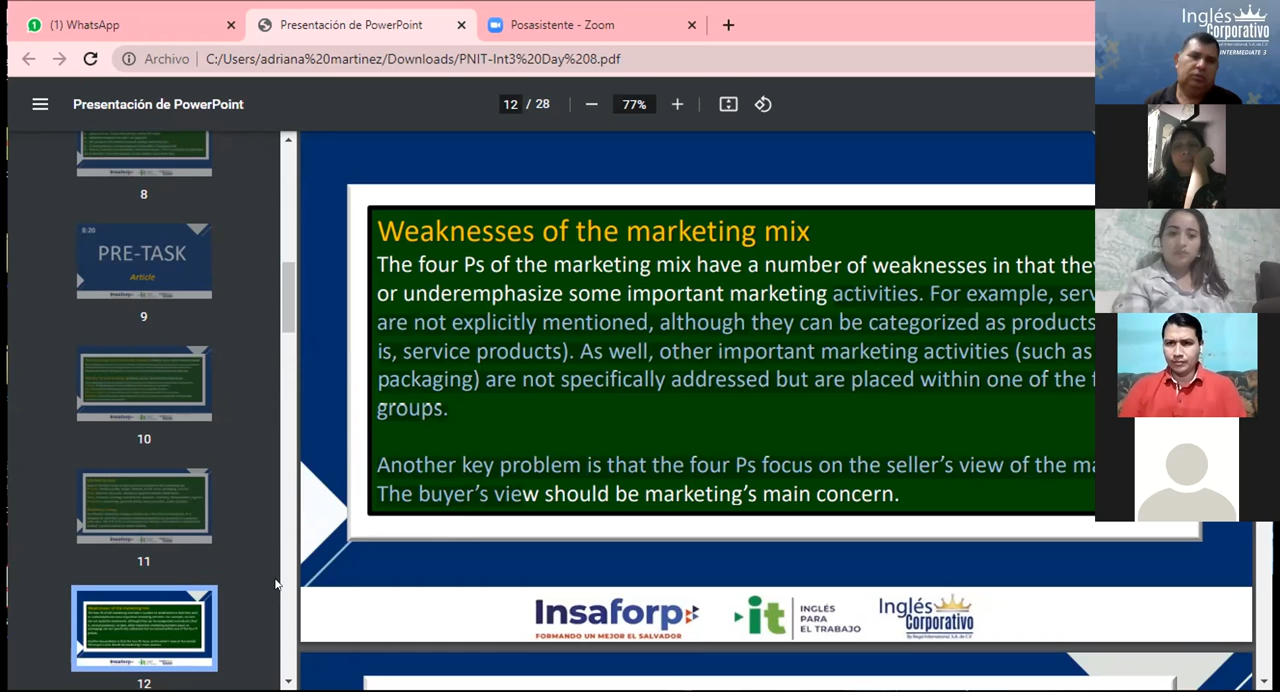 1
(1) WhatsApp
Presentación de PowerPoint
Posasistente - Zoom
Archivo
C:/Users/adriana%20martinez/Downloads/PNIT-Int3%20Day%208.pdf
Presentación de PowerPoint
12 / 28
77%
8
8:20
PRE-TASK
Article
9
10
11
12
Weaknesses of the marketing mix
The four Ps of the marketing mix have a number of weaknesses in that they
or underemphasize some important marketing activities. For example, serv
are not explicitly mentioned, although they can be categorized as products
is, service products). As well, other important marketing activities (such as
packaging) are not specifically addressed but are placed within one of the f
groups.
Another key problem is that the four Ps focus on the seller's view of the ma
The buyer's view should be marketing's main concern.
Insaforp
FORMANDO UN MEJOR EL SALVADOR
it
INGLÉS
PARA
EL TRABAJO
Inglés
Corporativo
Inglés
Corporativo
INTERMEDIATE 3